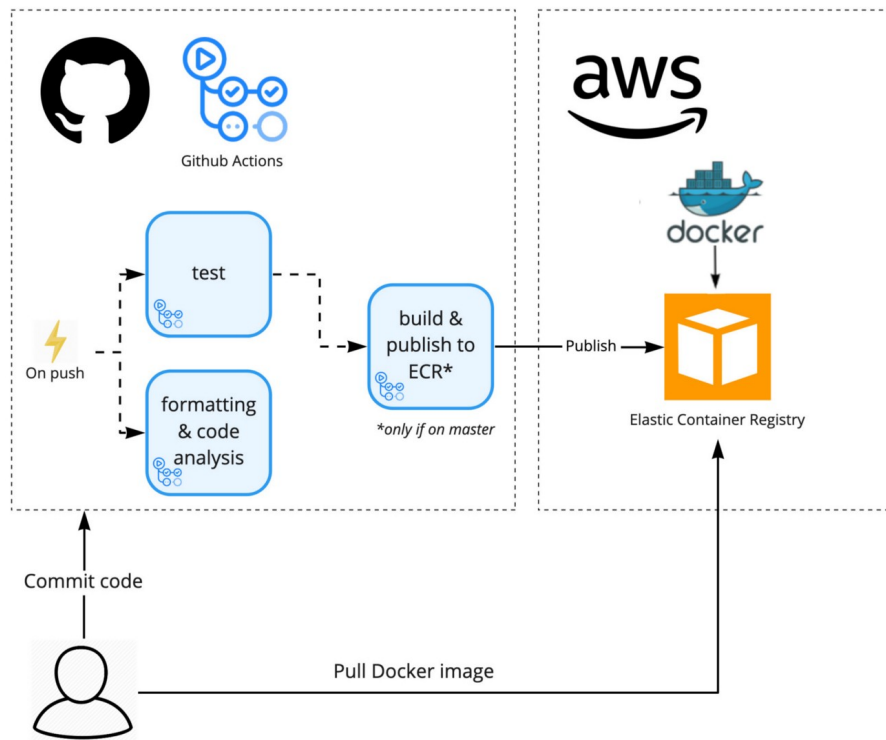 aws
Github Actions
docker
test
On push
formatting
& code
analysis
build &
publish to
ECR*
*only if on master
Publish
Elastic Container Registry
Commit code
Pull Docker image